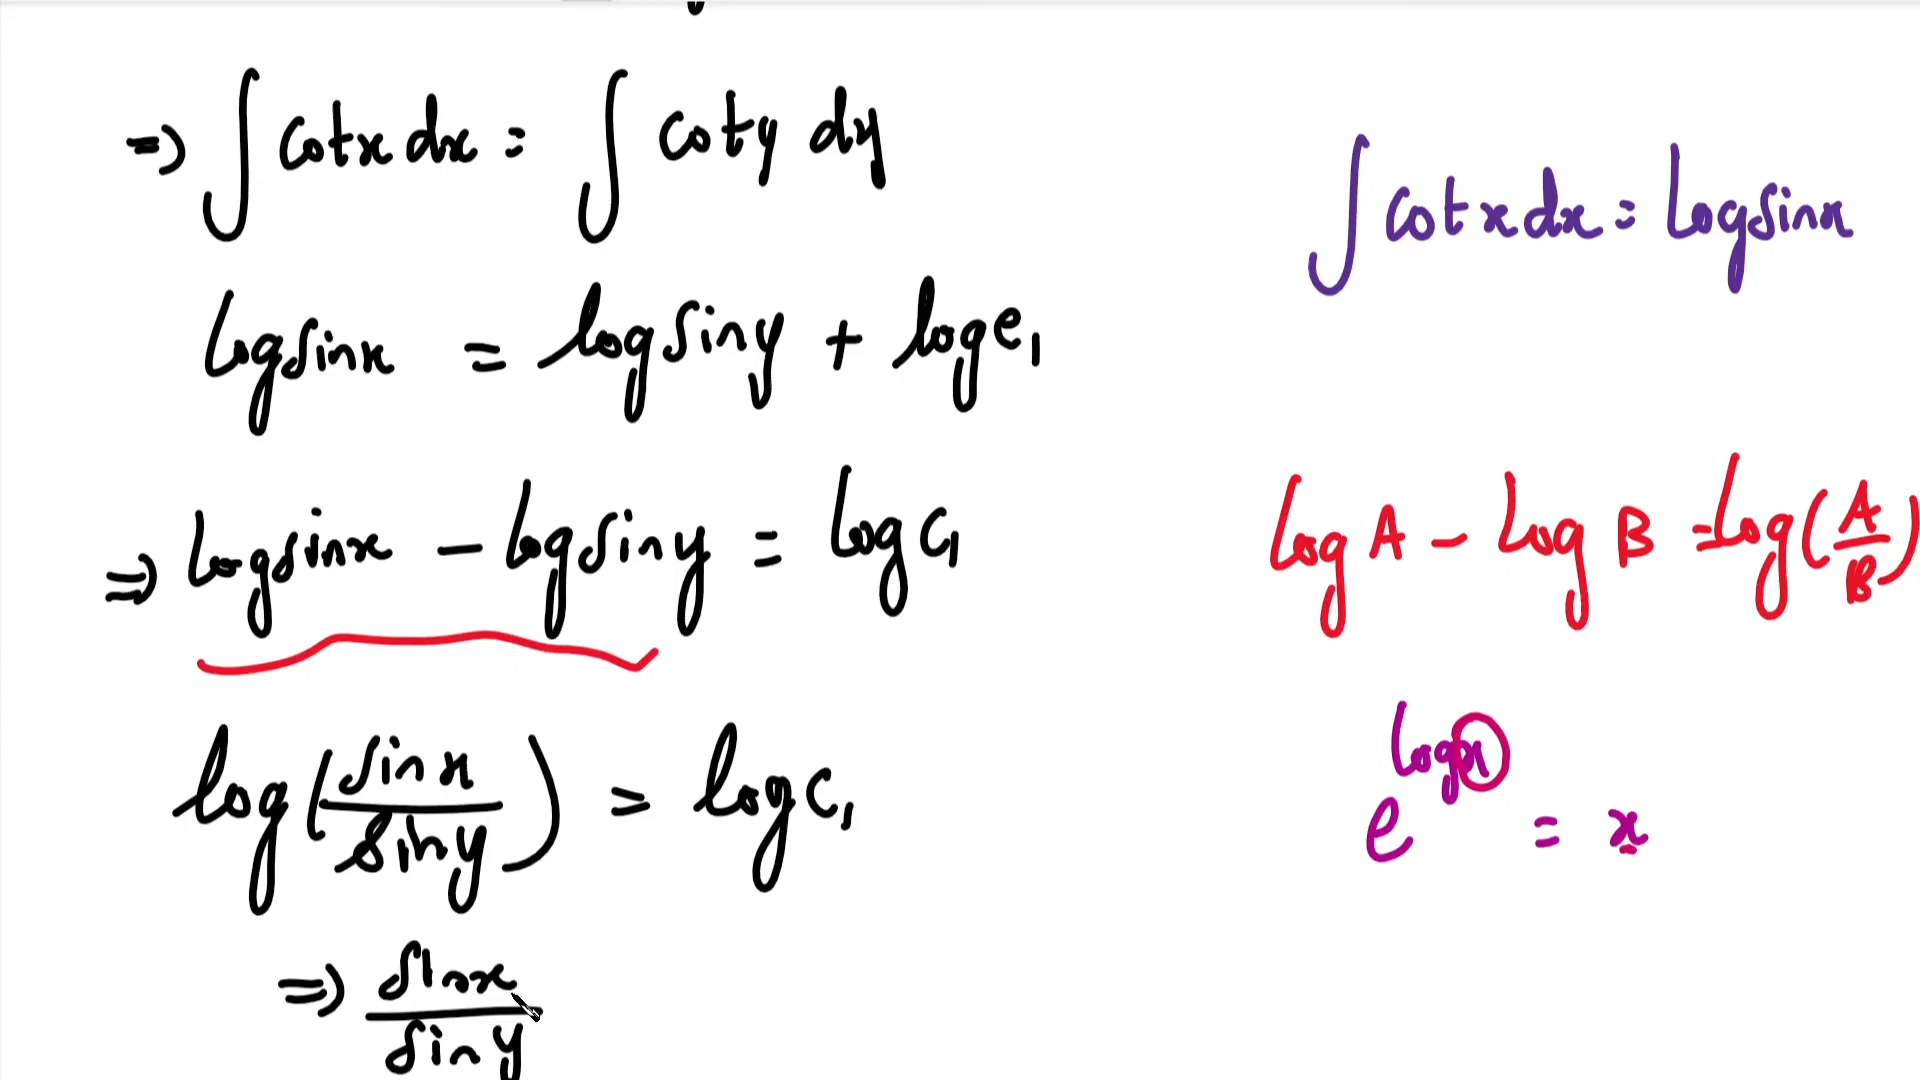 ⇒ ∫ cotx dx = ∫ coty dy
logsinx = logsiny + logc₁
⇒ logsinx − logsiny = logc₁
log(sinx/siny) = logc₁
⇒ sinx/siny
∫ cotx dx = logsinx
log A − log B = log(A/B)
e^logx = x